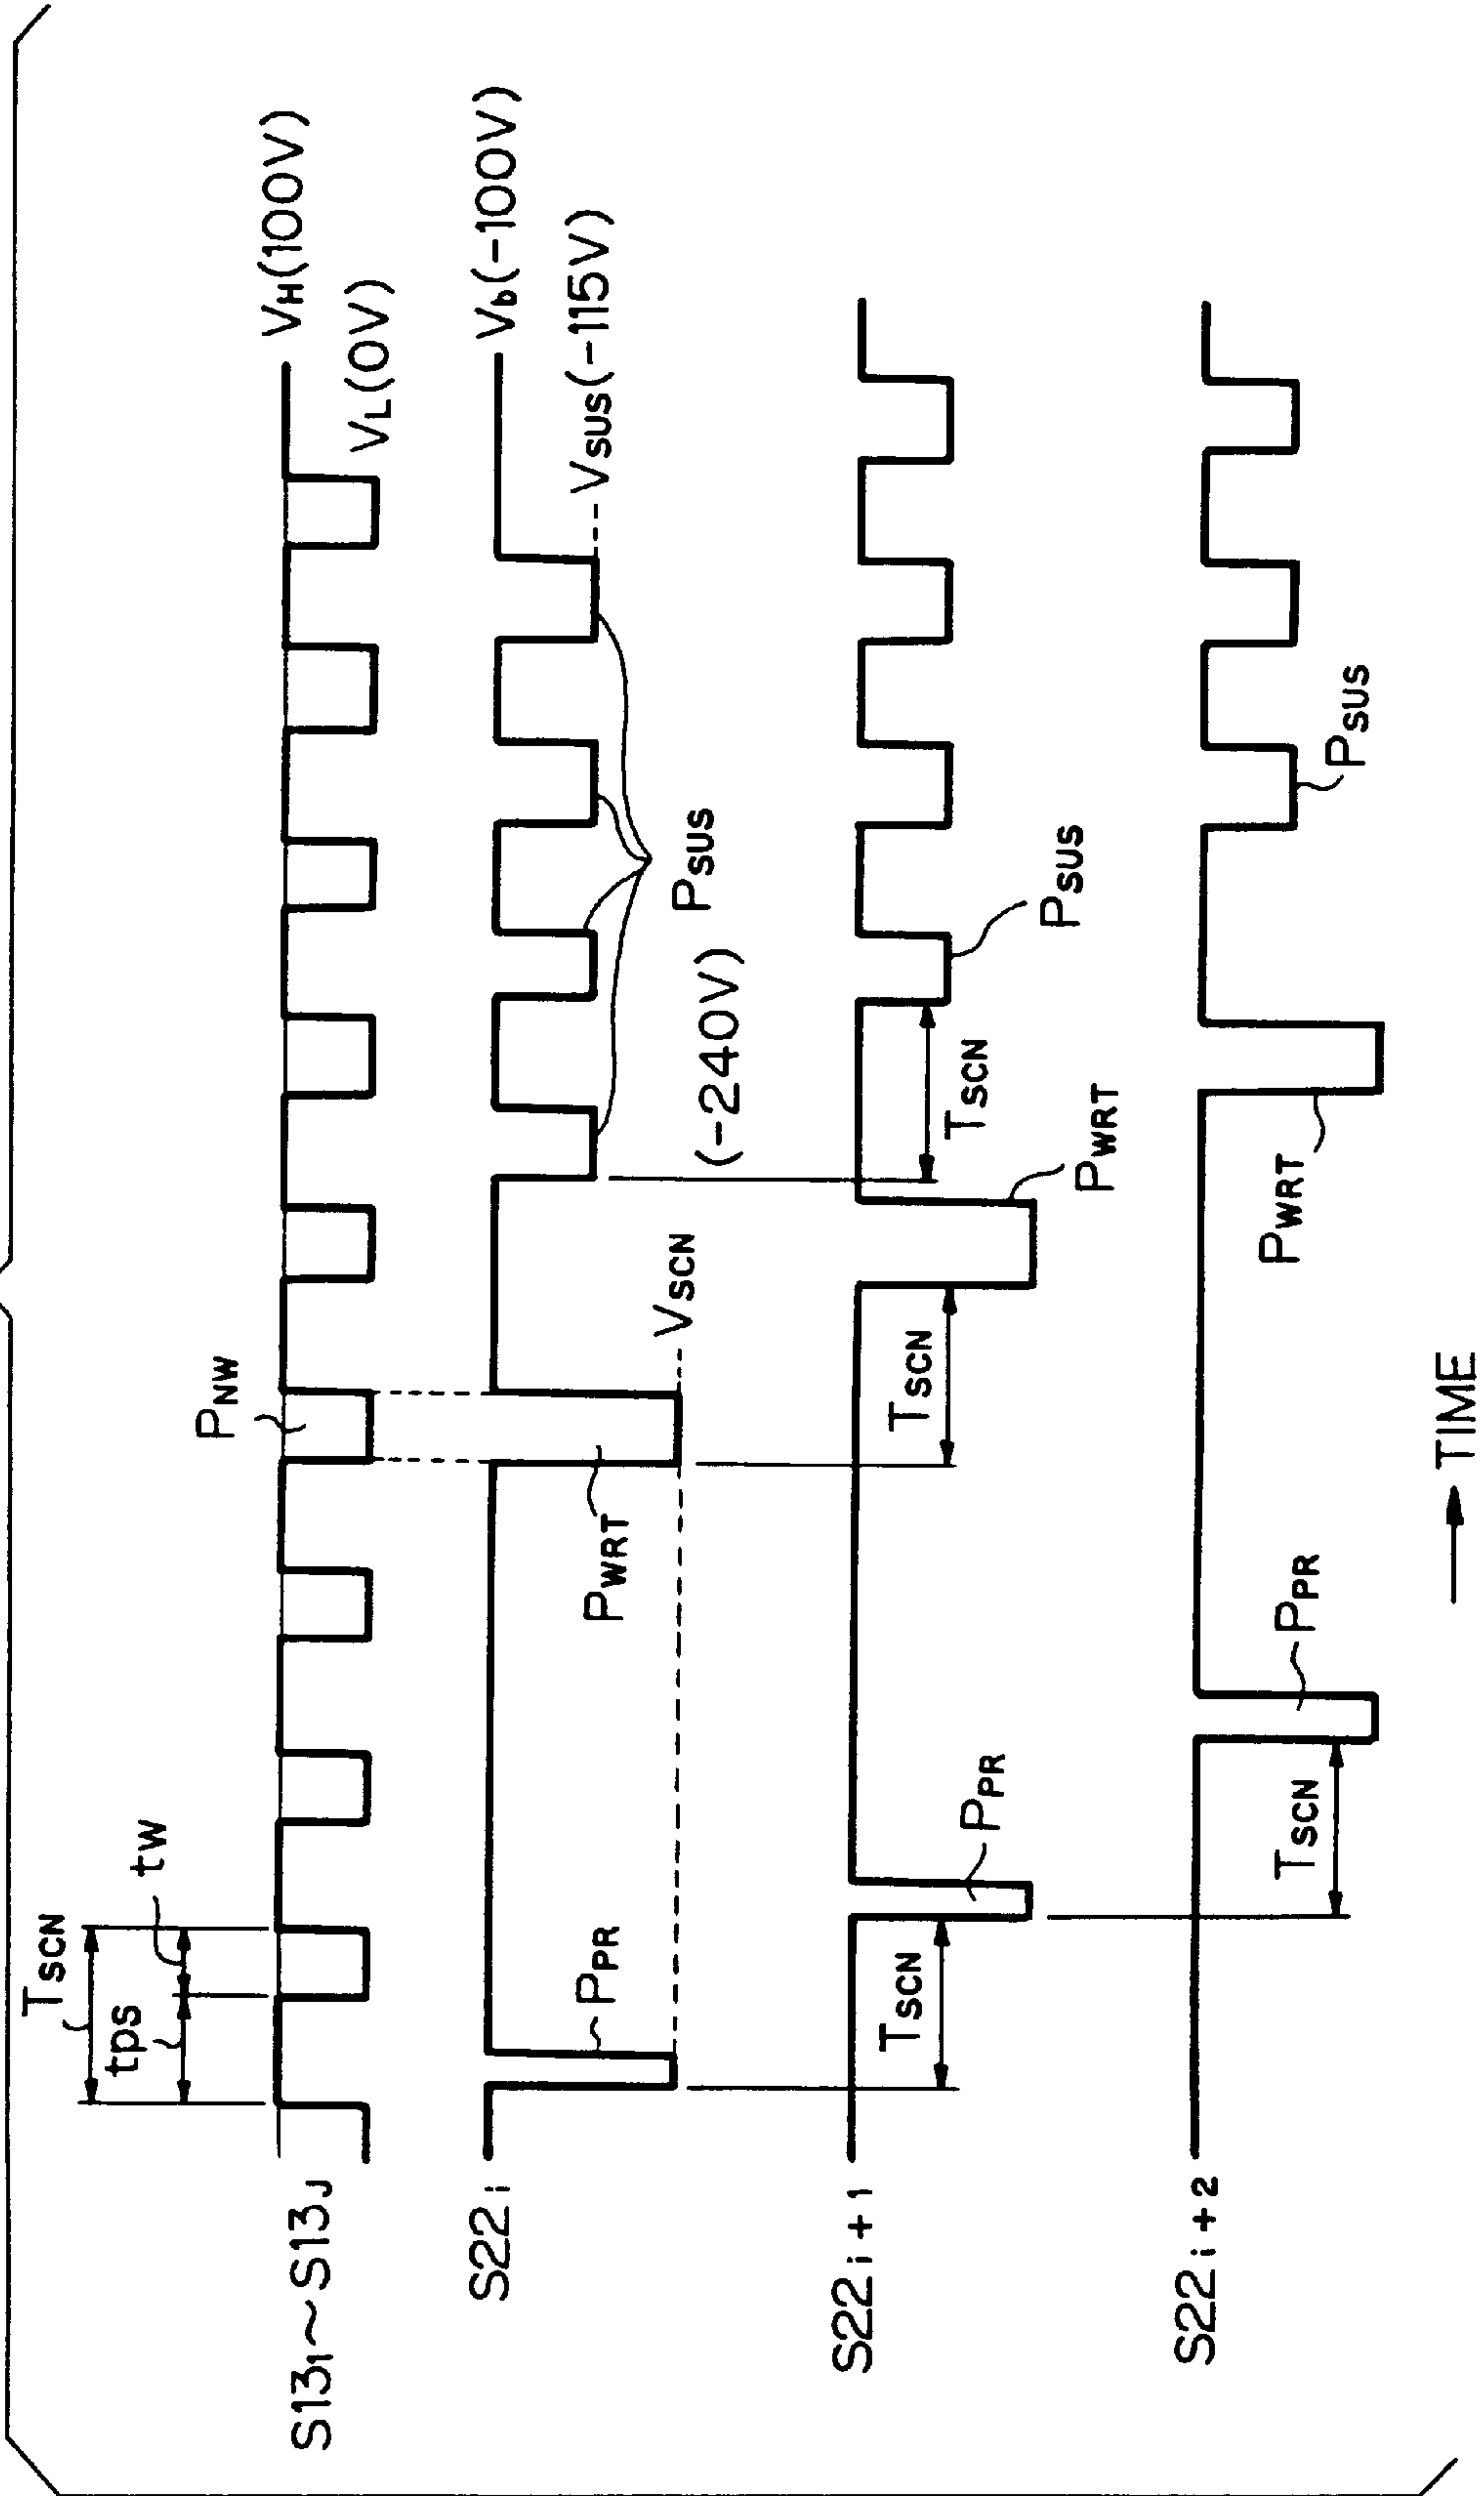 TSCN
tps
tw
PNW
VH(100V)
VL(0V)
S131~S13J
Vb(-100V)
VSUS(-115V)
S22i
PPR
PWRT
VSCN
(-240V)
PSUS
S22i+1
TSCN
PPR
TSCN
PWRT
TSCN
PSUS
S22i+2
TSCN
PPR
PWRT
PSUS
TIME